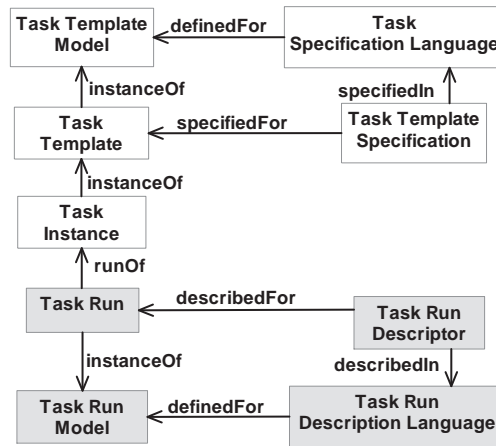 Task Template
Model
definedFor
Task
Specification Language
instanceOf
specifiedIn
Task
Template
specifiedFor
Task Template
Specification
instanceOf
Task
Instance
runOf
Task Run
describedFor
Task Run
Descriptor
instanceOf
describedIn
Task Run
Model
definedFor
Task Run
Description Language